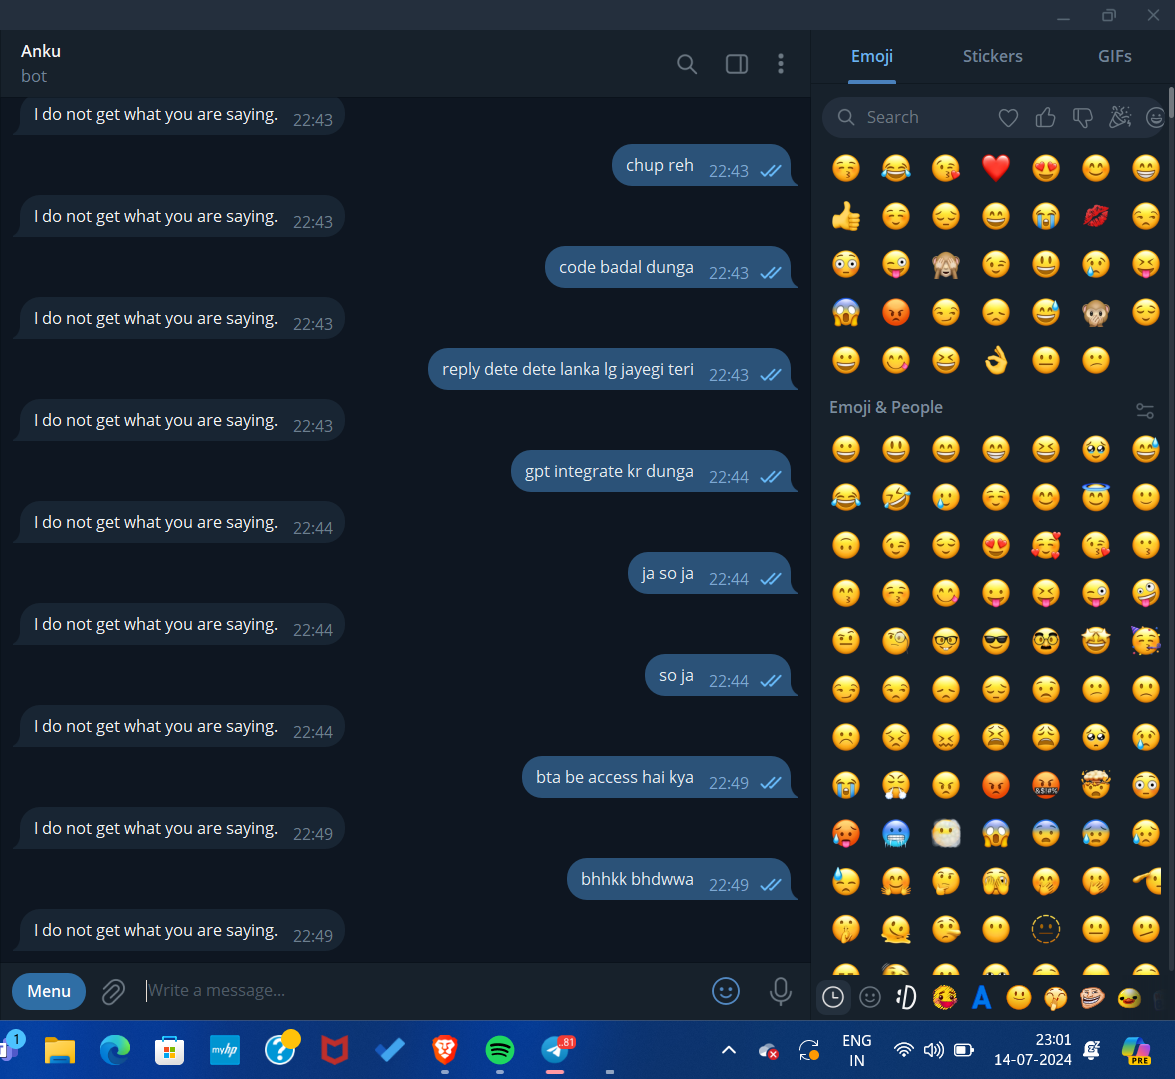 Anku
bot
Emoji
Stickers
GIFs
Search
I do not get what you are saying. 22:43
chup reh 22:43
I do not get what you are saying. 22:43
code badal dunga 22:43
I do not get what you are saying. 22:43
reply dete dete lanka lg jayegi teri 22:43
I do not get what you are saying. 22:43
gpt integrate kr dunga 22:44
I do not get what you are saying. 22:44
ja so ja 22:44
I do not get what you are saying. 22:44
so ja 22:44
I do not get what you are saying. 22:44
bta be access hai kya 22:49
I do not get what you are saying. 22:49
bhhkk bhdwwa 22:49
I do not get what you are saying. 22:49
Emoji & People
Menu
Write a message...
1
myhp
?
..81
ENG
IN
23:01
14-07-2024
PRE